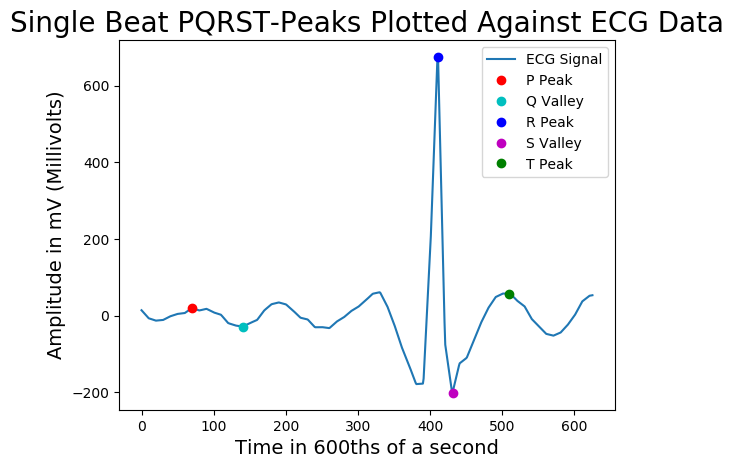 Single Beat PQRST-Peaks Plotted Against ECG Data
Amplitude in mV (Millivolts)
600
400
200
0
−200
ECG Signal
P Peak
Q Valley
R Peak
S Valley
T Peak
0 100 200 300 400 500 600
Time in 600ths of a second